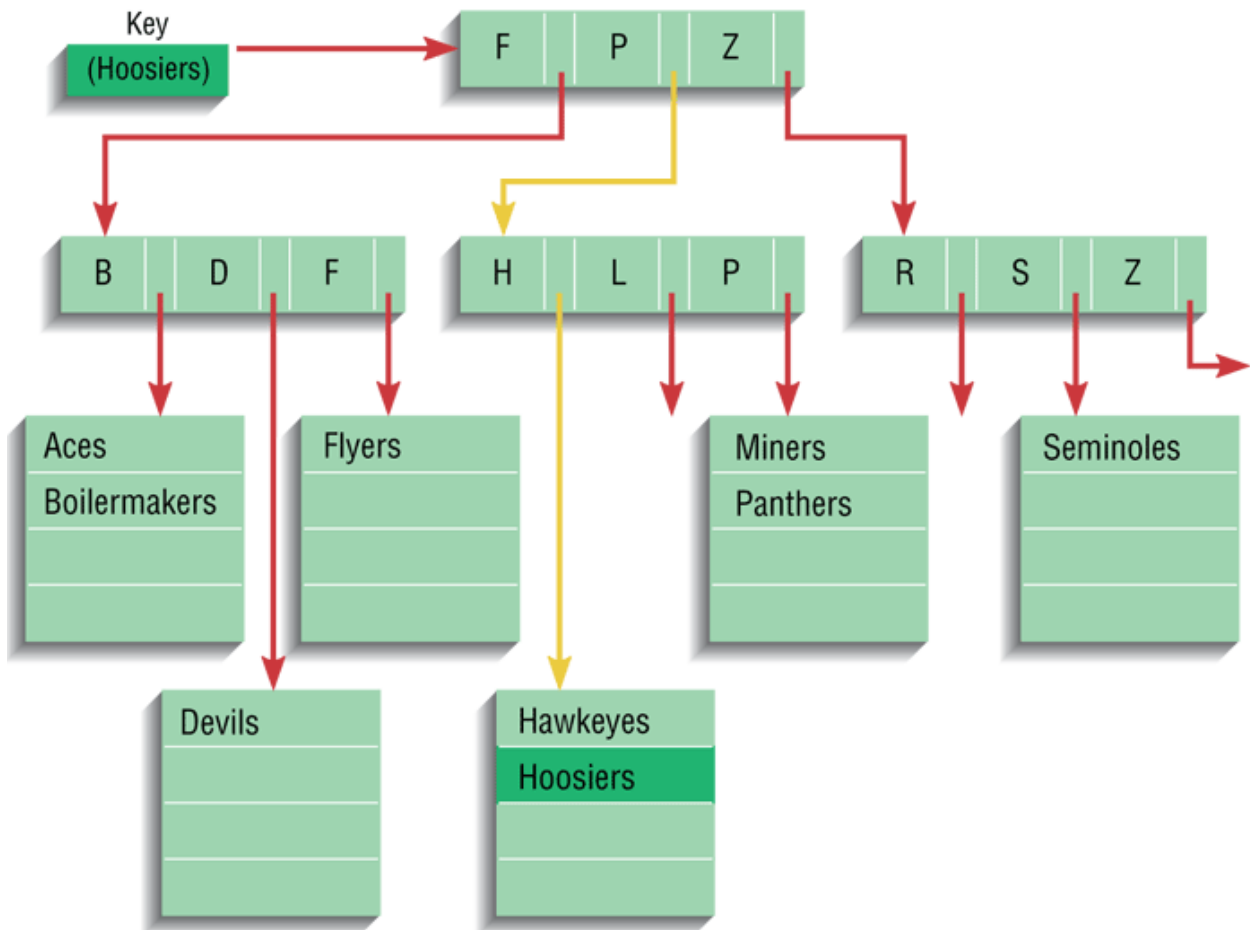 Key
(Hoosiers)
F P Z
B D F
H L P
R S Z
Aces
Boilermakers
Flyers
Miners
Panthers
Seminoles
Devils
Hawkeyes
Hoosiers